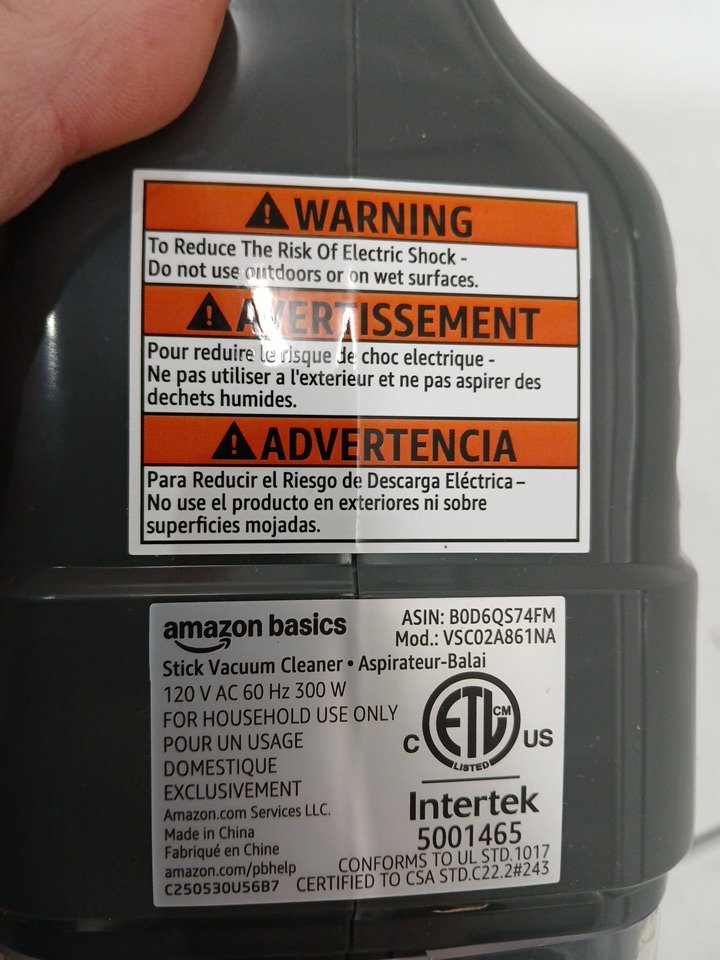 WARNING
To Reduce The Risk Of Electric Shock -
Do not use outdoors or on wet surfaces.
AVERTISSEMENT
Pour reduire le risque de choc electrique -
Ne pas utiliser a l'exterieur et ne pas aspirer des
dechets humides.
ADVERTENCIA
Para Reducir el Riesgo de Descarga Eléctrica –
No use el producto en exteriores ni sobre
superficies mojadas.
amazon basics
ASIN: B0D6QS74FM
Mod.: VSC02A861NA
Stick Vacuum Cleaner • Aspirateur-Balai
120 V AC 60 Hz 300 W
FOR HOUSEHOLD USE ONLY
POUR UN USAGE
DOMESTIQUE
EXCLUSIVEMENT
Amazon.com Services LLC.
Made in China
Fabriqué en Chine
amazon.com/pbhelp
C250530U56B7
C ETL CM US
LISTED
Intertek
5001465
CONFORMS TO UL STD.1017
CERTIFIED TO CSA STD.C22.2#243